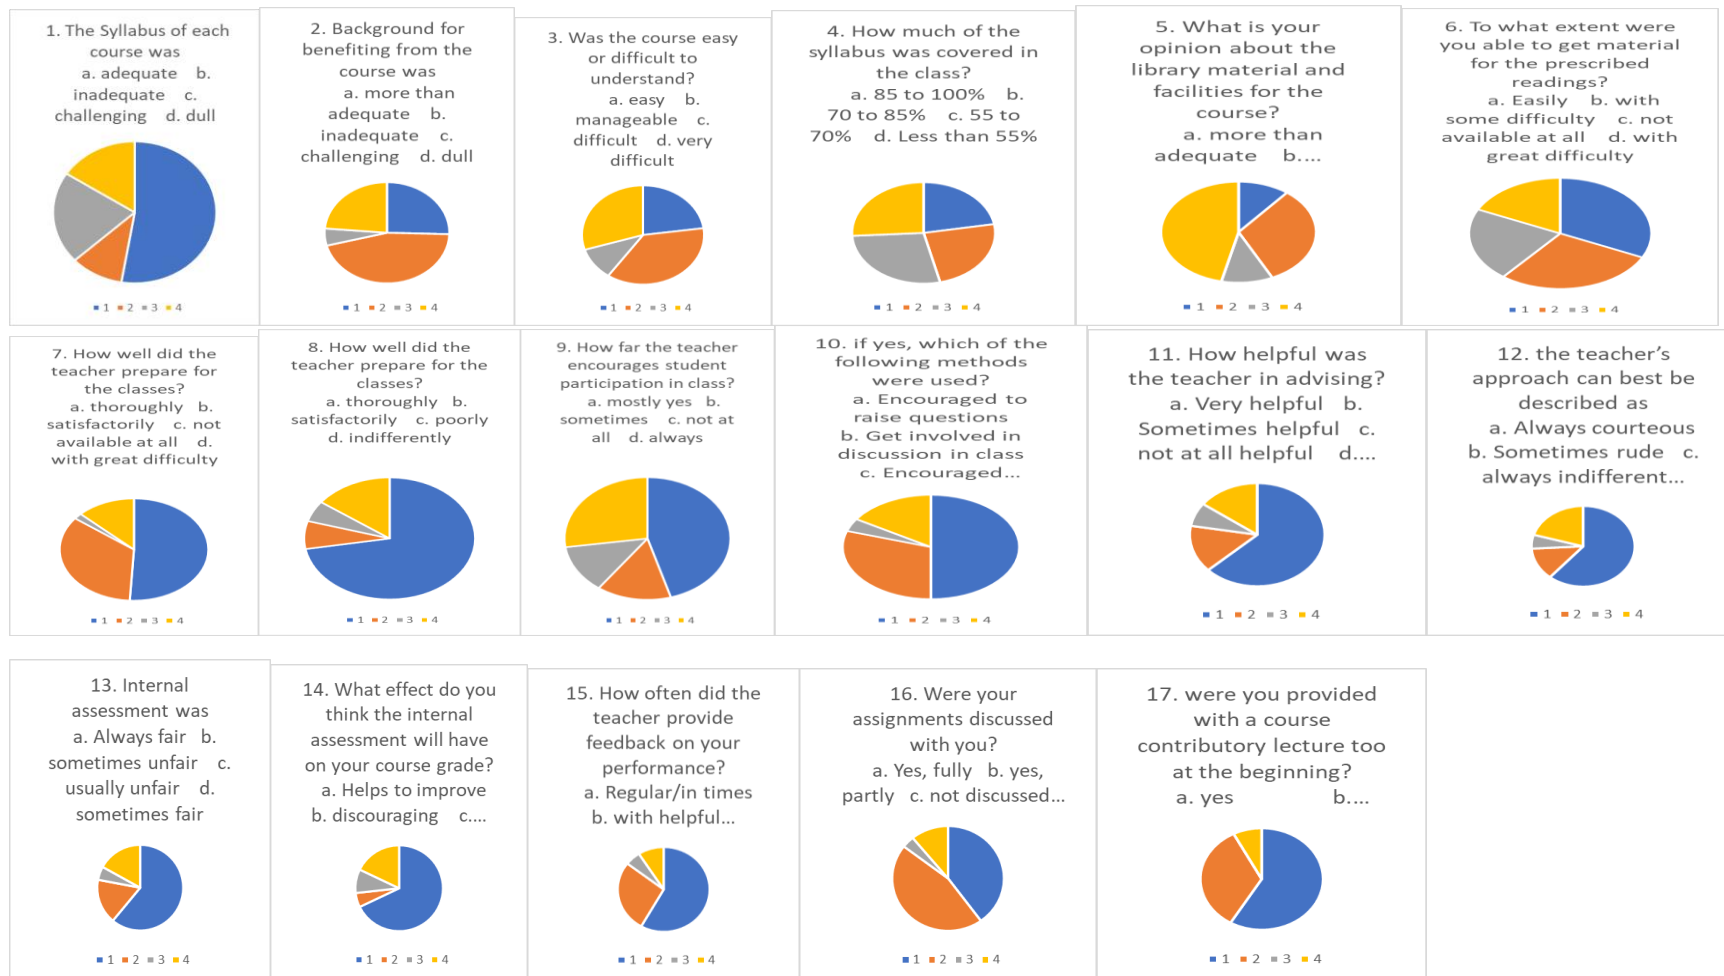 1. The Syllabus of each
course was
a. adequate b.
inadequate c.
challenging d. dull
1 2 3 4
2. Background for
benefiting from the
course was
a. more than
adequate b.
inadequate c.
challenging d. dull
1 2 3 4
3. Was the course easy
or difficult to
understand?
a. easy b.
manageable c.
difficult d. very
difficult
1 2 3 4
4. How much of the
syllabus was covered in
the class?
a. 85 to 100% b.
70 to 85% c. 55 to
70% d. Less than 55%
1 2 3 4
5. What is your
opinion about the
library material and
facilities for the
course?
a. more than
adequate b....
1 2 3 4
6. To what extent were
you able to get material
for the prescribed
readings?
a. Easily b. with
some difficulty c. not
available at all d. with
great difficulty
1 2 3 4
7. How well did the
teacher prepare for
the classes?
a. thoroughly b.
satisfactorily c. not
available at all d.
with great difficulty
1 2 3 4
8. How well did the
teacher prepare for the
classes?
a. thoroughly b.
satisfactorily c. poorly
d. indifferently
1 2 3 4
9. How far the teacher
encourages student
participation in class?
a. mostly yes b.
sometimes c. not at
all d. always
1 2 3 4
10. if yes, which of the
following methods
were used?
a. Encouraged to
raise questions
b. Get involved in
discussion in class
c. Encouraged...
1 2 3 4
11. How helpful was
the teacher in advising?
a. Very helpful b.
Sometimes helpful c.
not at all helpful d....
1 2 3 4
12. the teacher’s
approach can best be
described as
a. Always courteous
b. Sometimes rude c.
always indifferent...
1 2 3 4
13. Internal
assessment was
a. Always fair b.
sometimes unfair c.
usually unfair d.
sometimes fair
1 2 3 4
14. What effect do you
think the internal
assessment will have
on your course grade?
a. Helps to improve
b. discouraging c....
1 2 3 4
15. How often did the
teacher provide
feedback on your
performance?
a. Regular/in times
b. with helpful...
1 2 3 4
16. Were your
assignments discussed
with you?
a. Yes, fully b. yes,
partly c. not discussed...
1 2 3 4
17. were you provided
with a course
contributory lecture too
at the beginning?
a. yes b....
1 2 3 4